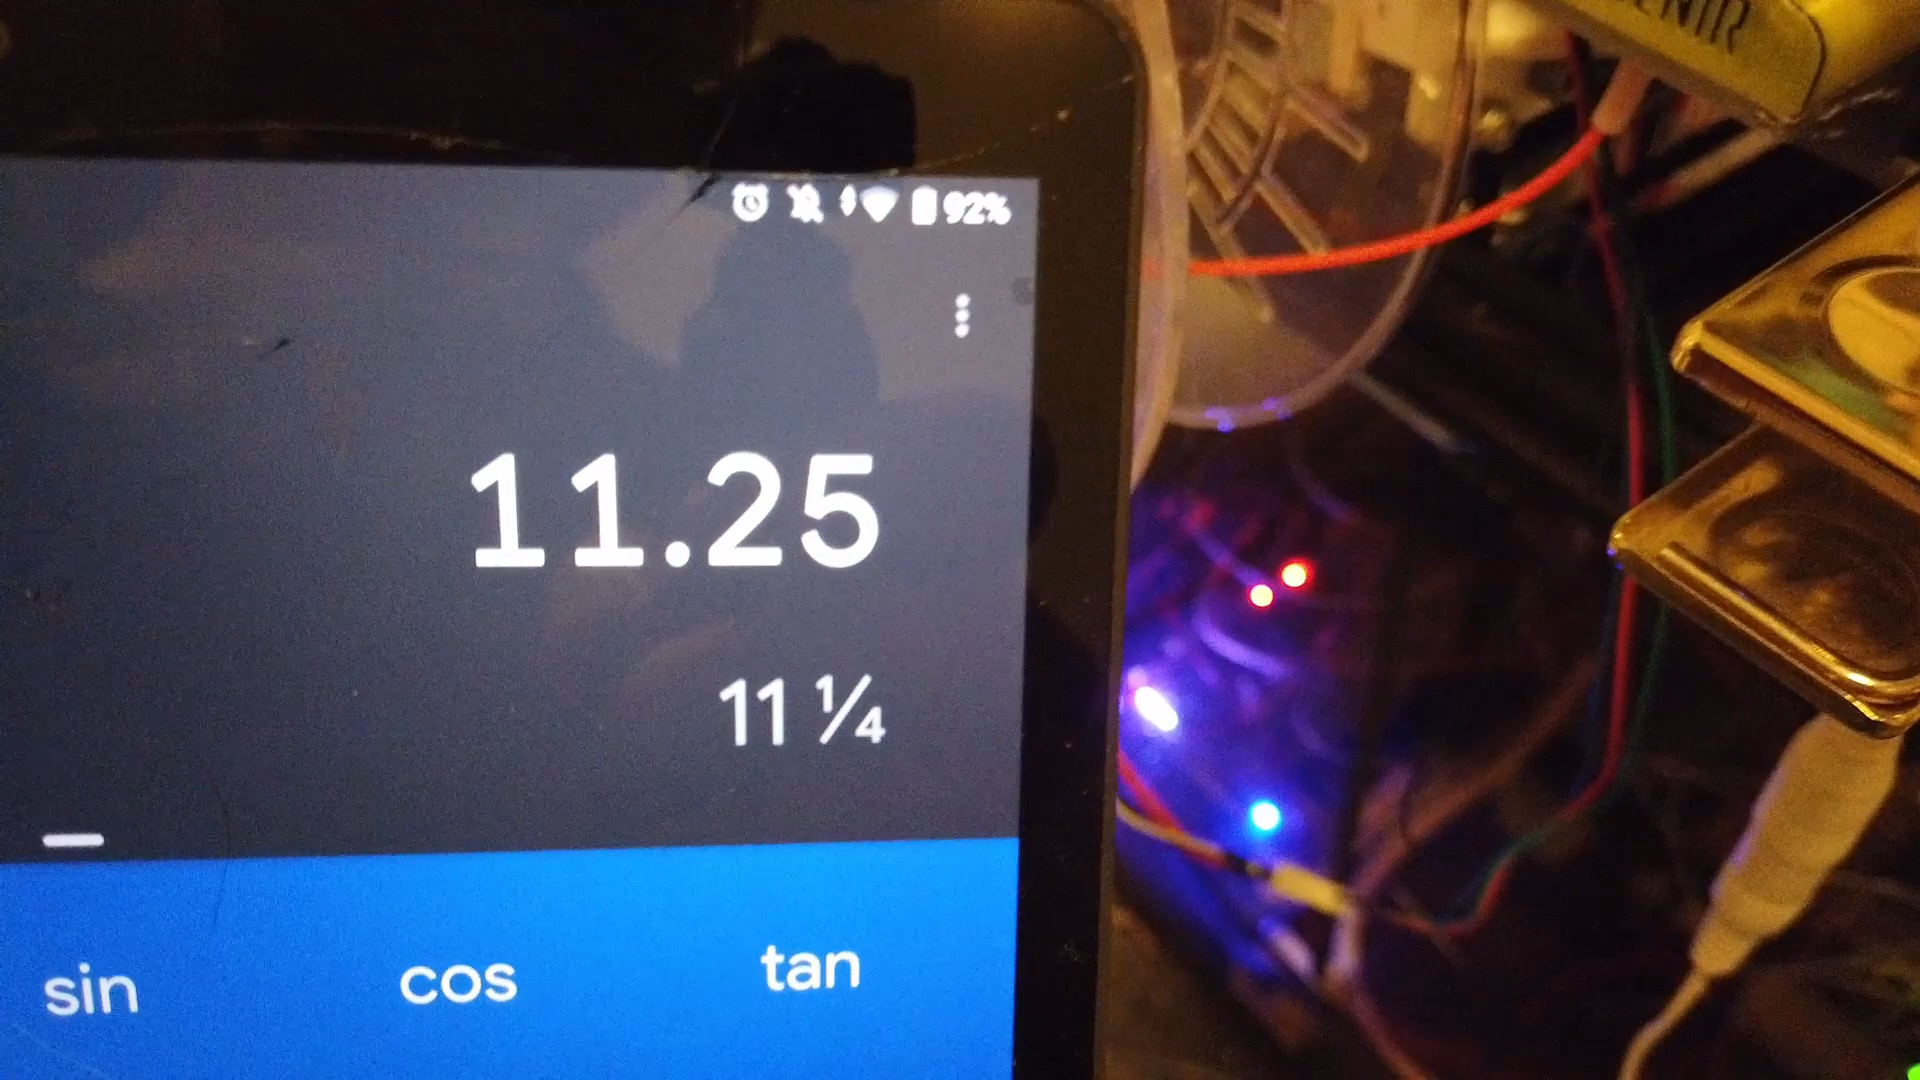 92%
11.25
11 ¼
sin cos tan